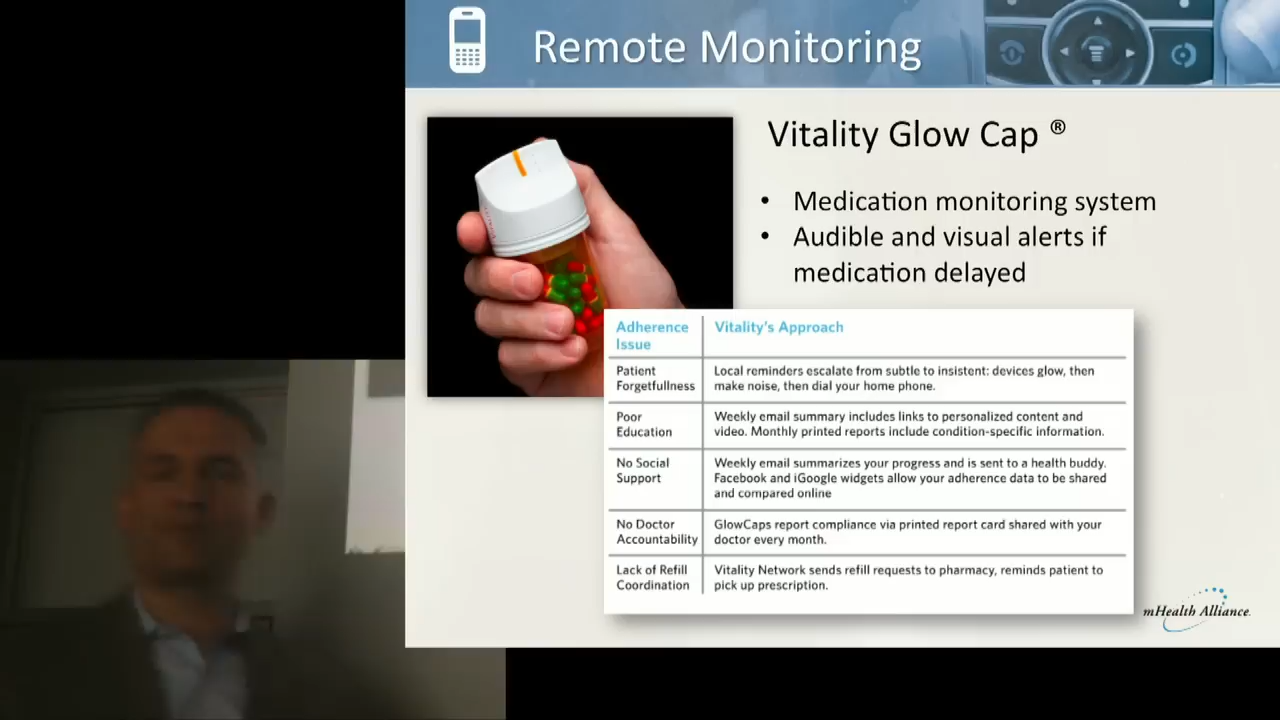 Remote Monitoring
Vitality Glow Cap ®
• Medication monitoring system
• Audible and visual alerts if
medication delayed
Adherence
Issue
Vitality's Approach
Patient
Forgetfullness
Local reminders escalate from subtle to insistent: devices glow, then
make noise, then dial your home phone.
Poor
Education
Weekly email summary includes links to personalized content and
video. Monthly printed reports include condition-specific information.
No Social
Support
Weekly email summarizes your progress and is sent to a health buddy.
Facebook and iGoogle widgets allow your adherence data to be shared
and compared online
No Doctor
Accountability
GlowCaps report compliance via printed report card shared with your
doctor every month.
Lack of Refill
Coordination
Vitality Network sends refill requests to pharmacy, reminds patient to
pick up prescription.
mHealth Alliance